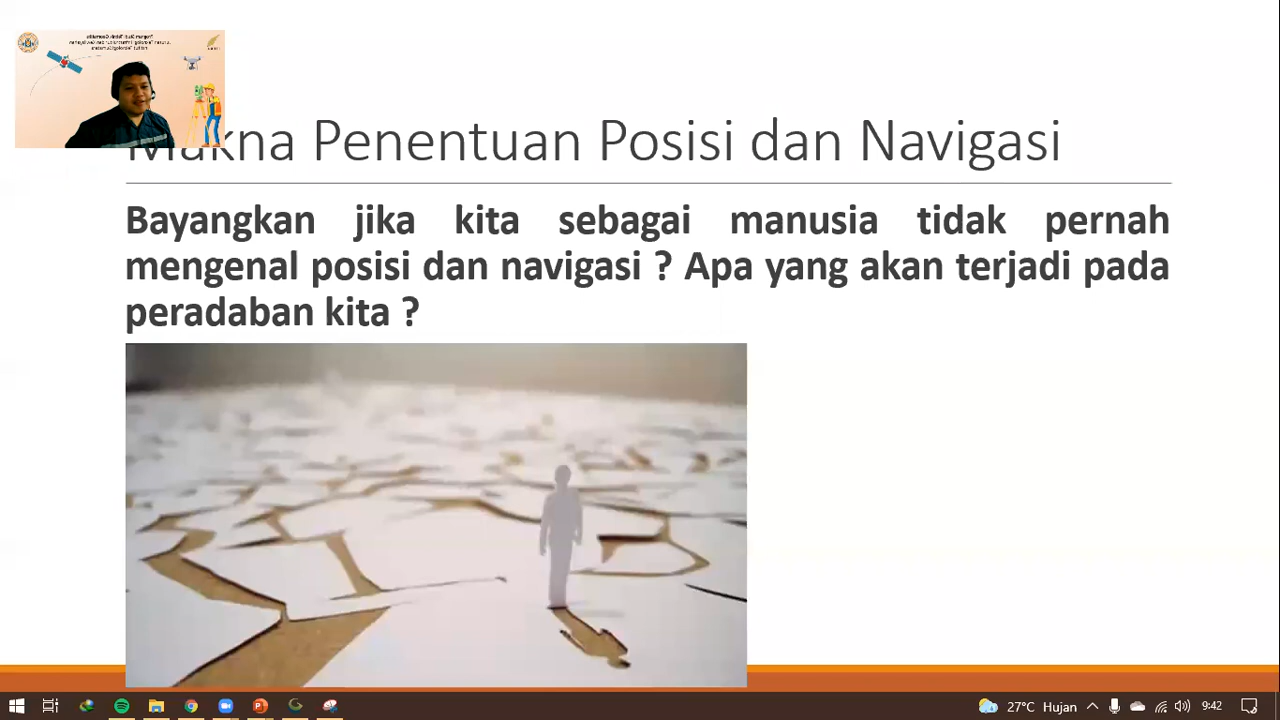 Makna Penentuan Posisi dan Navigasi
Bayangkan jika kita sebagai manusia tidak pernah
mengenal posisi dan navigasi ? Apa yang akan terjadi pada
peradaban kita ?
27°C Hujan
9:42